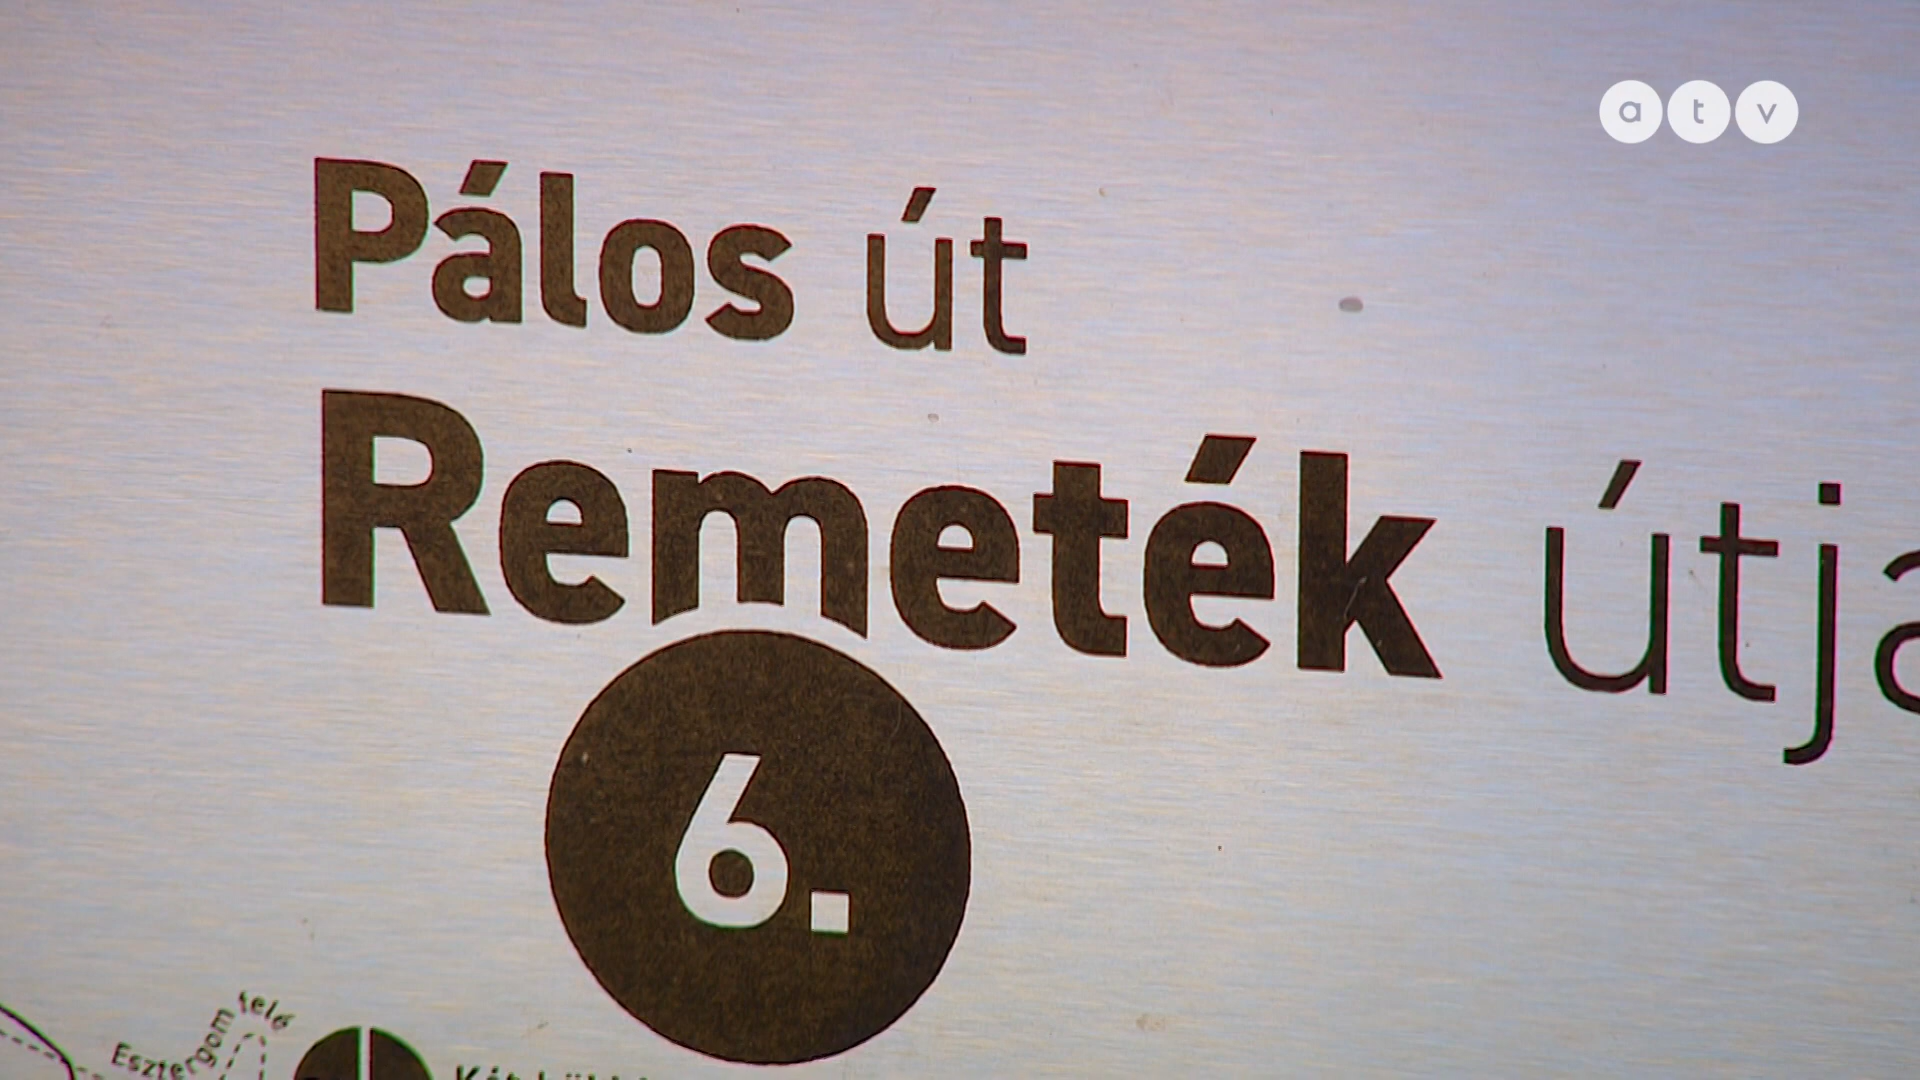 atv
Pálos út
Remeték útja
6.
Esztergom felé